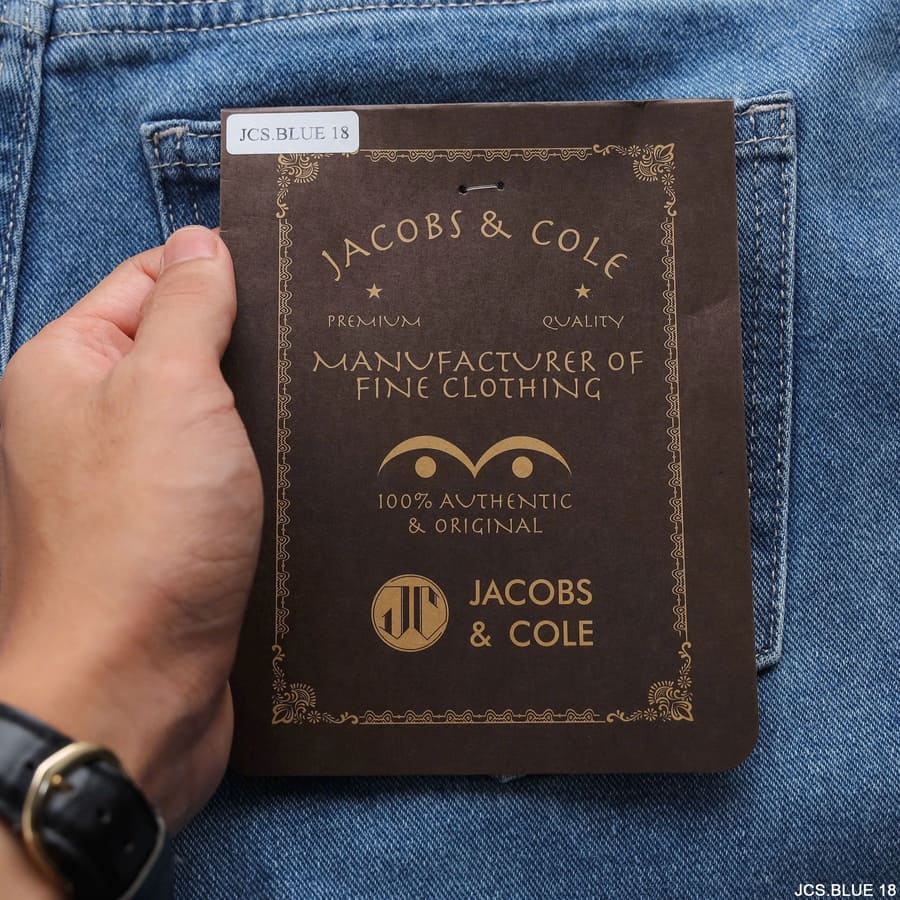 JCS.BLUE 18
JACOBS & COLE
PREMIUM QUALITY
MANUFACTURER OF
FINE CLOTHING
100% AUTHENTIC
& ORIGINAL
JC
JACOBS
& COLE
JCS.BLUE 18